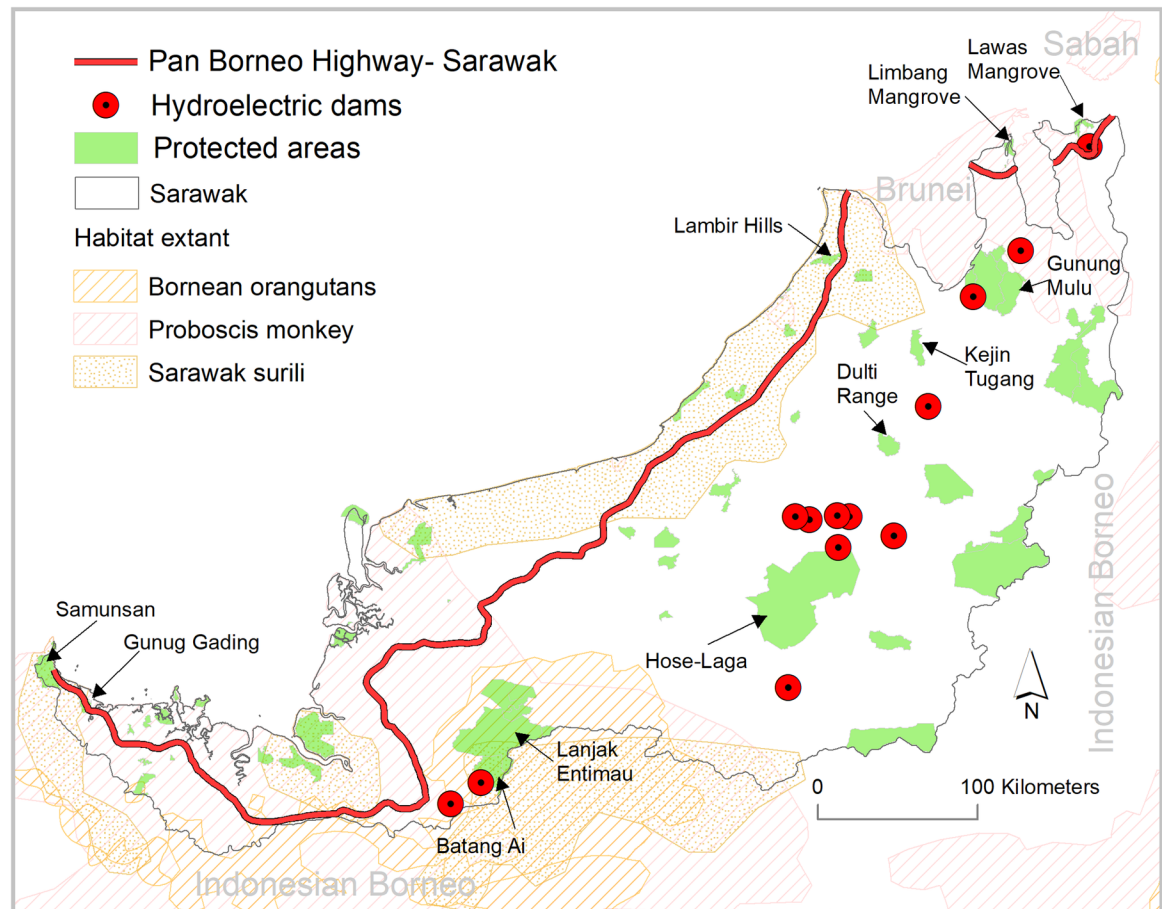 Pan Borneo Highway- Sarawak
Hydroelectric dams
Protected areas
Sarawak
Habitat extant
Bornean orangutans
Proboscis monkey
Sarawak surili
Sabah
Lawas
Mangrove
Limbang
Mangrove
Brunei
Lambir Hills
Gunung
Mulu
Kejin
Tugang
Dulti
Range
Indonesian Borneo
Samunsan
Gunug Gading
Hose-Laga
N
Lanjak
Entimau
0 100 Kilometers
Batang Ai
Indonesian Borneo